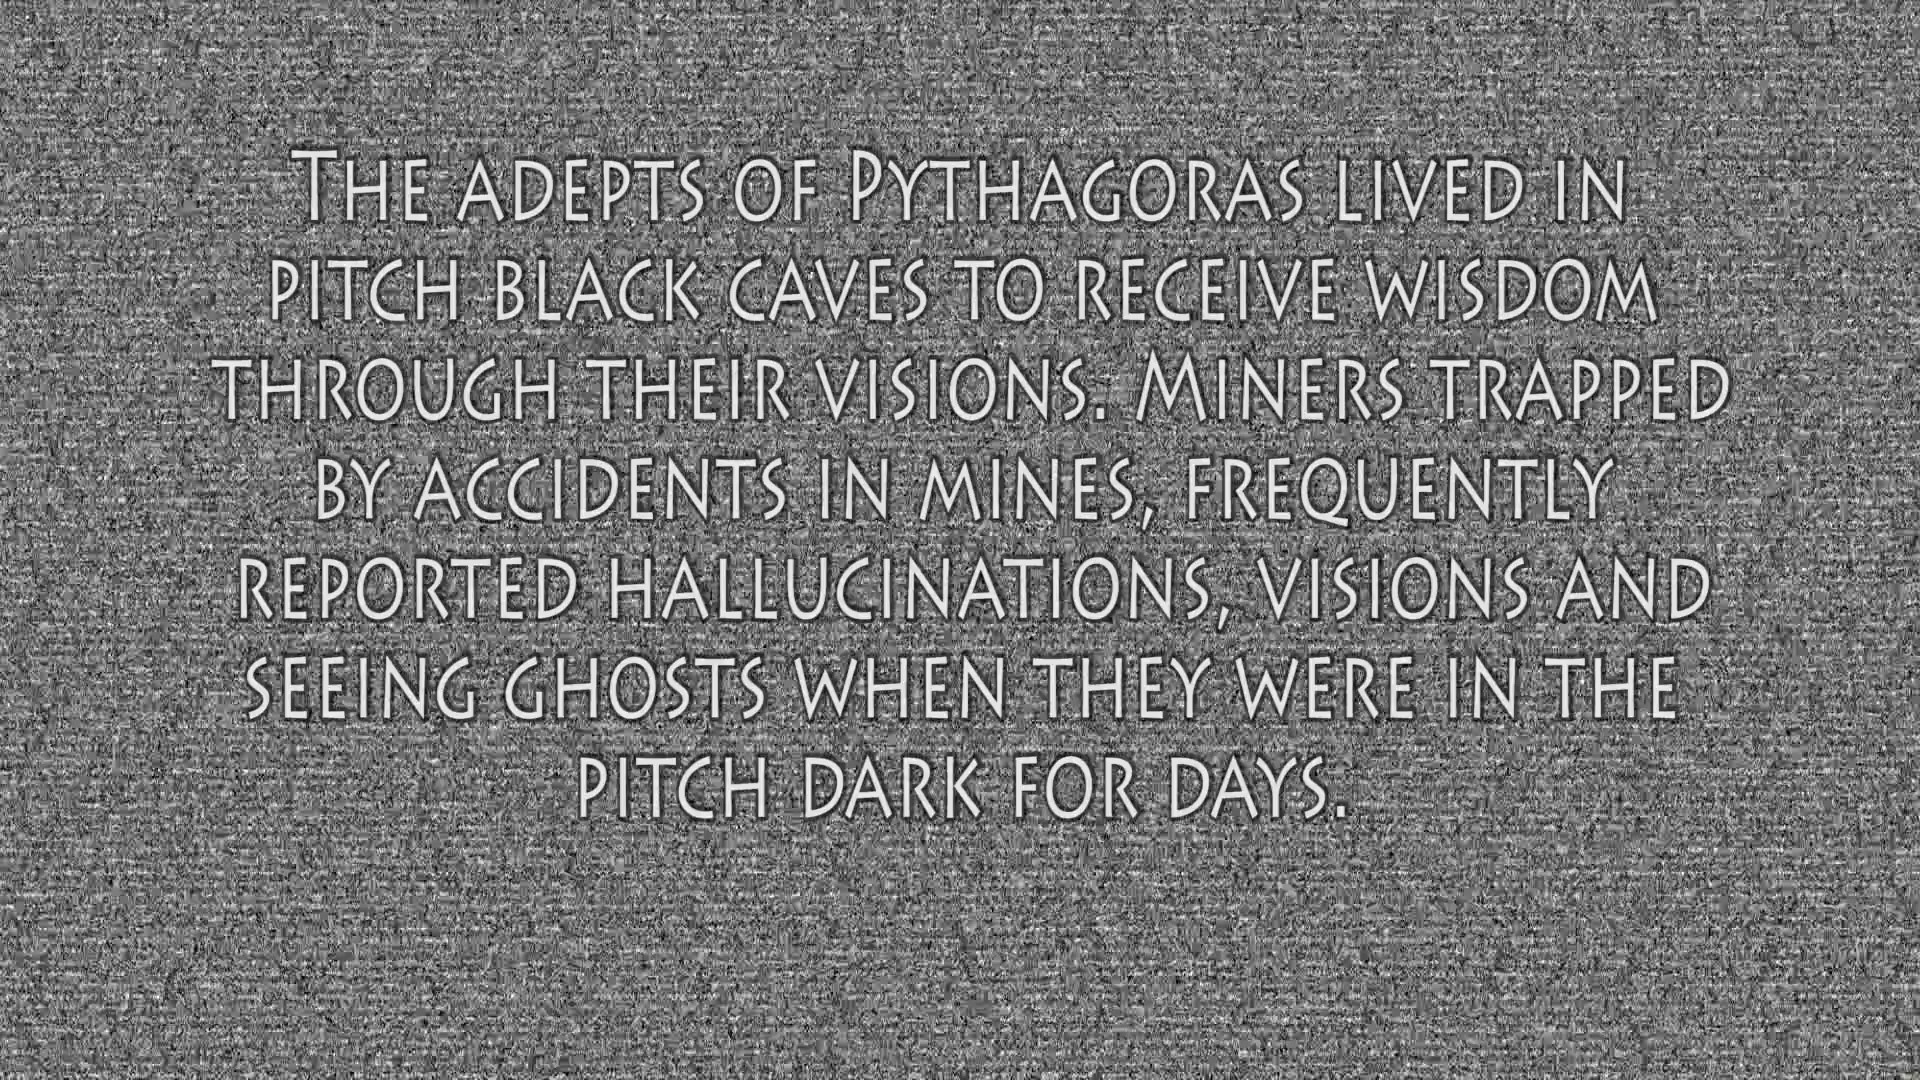 The adepts of Pythagoras lived in
pitch black caves to receive wisdom
through their visions. Miners trapped
by accidents in mines, frequently
reported hallucinations, visions and
seeing ghosts when they were in the
pitch dark for days.